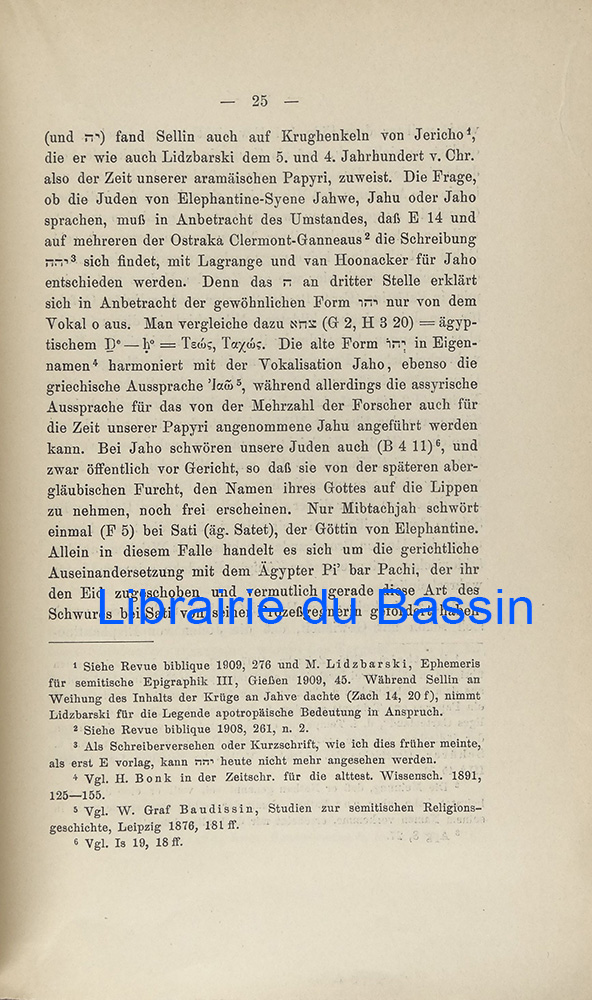 — 25 —
(und יה) fand Sellin auch auf Krughenkeln von Jericho¹,
die er wie auch Lidzbarski dem 5. und 4. Jahrhundert v. Chr.
also der Zeit unserer aramäischen Papyri, zuweist. Die Frage,
ob die Juden von Elephantine-Syene Jahwe, Jahu oder Jaho
sprachen, muß in Anbetracht des Umstandes, daß E 14 und
auf mehreren der Ostraka Clermont-Ganneaus² die Schreibung
יהה³ sich findet, mit Lagrange und van Hoonacker für Jaho
entschieden werden. Denn das ה an dritter Stelle erklärt
sich in Anbetracht der gewöhnlichen Form יהו nur von dem
Vokal o aus. Man vergleiche dazu צחא (G 2, H 3 20) = ägyp-
tischem Ḏᵉ — ḥᵒ = Τεώς, Ταχώς. Die alte Form יְהוֹ in Eigen-
namen⁴ harmoniert mit der Vokalisation Jaho, ebenso die
griechische Aussprache Ἰαῶ⁵, während allerdings die assyrische
Aussprache für das von der Mehrzahl der Forscher auch für
die Zeit unserer Papyri angenommene Jahu angeführt werden
kann. Bei Jaho schwören unsere Juden auch (B 4 11)⁶, und
zwar öffentlich vor Gericht, so daß sie von der späteren aber-
gläubischen Furcht, den Namen ihres Gottes auf die Lippen
zu nehmen, noch frei erscheinen. Nur Mibtachjah schwört
einmal (F 5) bei Sati (äg. Satet), der Göttin von Elephantine.
Allein in diesem Falle handelt es sich um die gerichtliche
Auseinandersetzung mit dem Ägypter Pi’ bar Pachi, der ihr
den Eid zugeschoben und vermutlich gerade diese Art des
Schwures bei Sati von seiner Prozeßgegnerin gefordert haben
Librairie du Bassin
¹ Siehe Revue biblique 1909, 276 und M. Lidzbarski, Ephemeris
für semitische Epigraphik III, Gießen 1909, 45. Während Sellin an
Weihung des Inhalts der Krüge an Jahve dachte (Zach 14, 20 f), nimmt
Lidzbarski für die Legende apotropäische Bedeutung in Anspruch.
² Siehe Revue biblique 1908, 261, n. 2.
³ Als Schreiberversehen oder Kurzschrift, wie ich dies früher meinte,
als erst E vorlag, kann יהה heute nicht mehr angesehen werden.
⁴ Vgl. H. Bonk in der Zeitschr. für die alttest. Wissensch. 1891,
125—155.
⁵ Vgl. W. Graf Baudissin, Studien zur semitischen Religions-
geschichte, Leipzig 1876, 181 ff.
⁶ Vgl. Is 19, 18 ff.